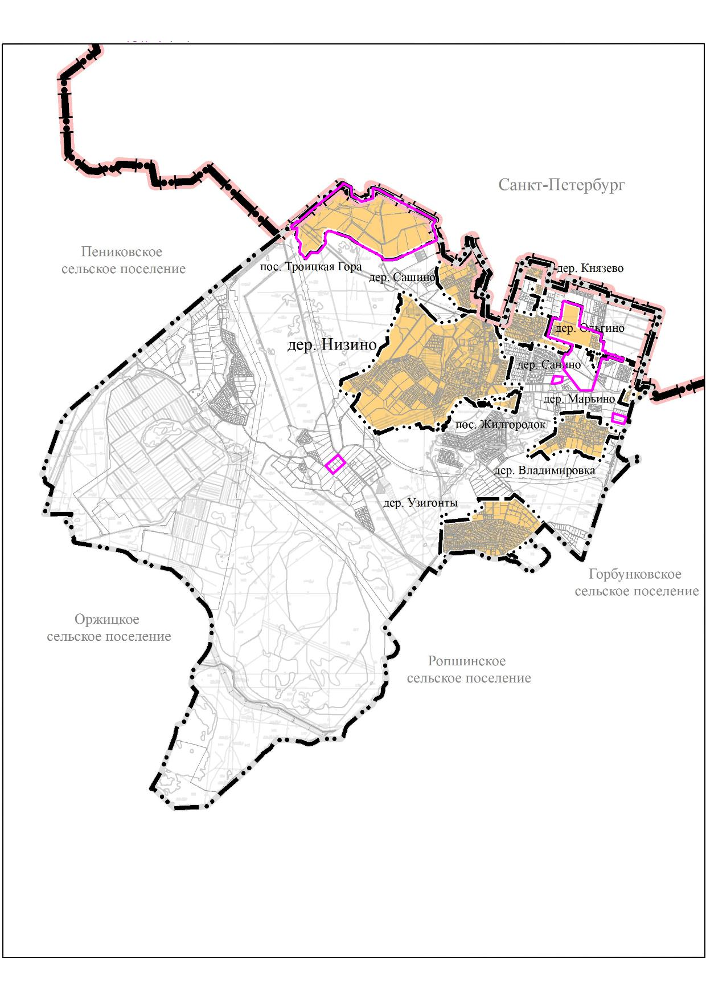 Санкт-Петербург
Пениковское
сельское поселение
пос. Троицкая Гора
дер. Сашино
дер. Князево
дер. Ольгино
дер. Низино
дер. Санино
дер. Марьино
пос. Жилгородок
дер. Владимировка
дер. Узигонты
Горбунковское
сельское поселение
Оржицкое
сельское поселение
Ропшинское
сельское поселение